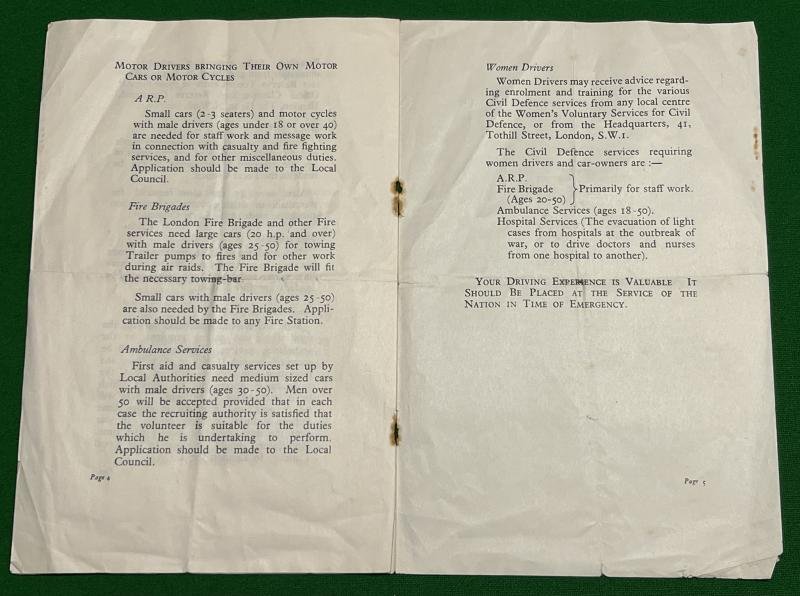 Motor Drivers bringing Their Own Motor
Cars or Motor Cycles
A R.P.
Small cars (2-3 seaters) and motor cycles
with male drivers (ages under 18 or over 40)
are needed for staff work and message work
in connection with casualty and fire fighting
services, and for other miscellaneous duties.
Application should be made to the Local
Council.
Fire Brigades
The London Fire Brigade and other Fire
services need large cars (20 h.p. and over)
with male drivers (ages 25-50) for towing
Trailer pumps to fires and for other work
during air raids. The Fire Brigade will fit
the necessary towing-bar
Small cars with male drivers (ages 25-50)
are also needed by the Fire Brigades. Appli-
cation should be made to any Fire Station.
Ambulance Services
First aid and casualty services set up by
Local Authorities need medium sized cars
with male drivers (ages 30-50). Men over
50 will be accepted provided that in each
case the recruiting authority is satisfied that
the volunteer is suitable for the duties
which he is undertaking to perform.
Application should be made to the Local
Council.
Page 4
Women Drivers
Women Drivers may receive advice regard-
ing enrolment and training for the various
Civil Defence services from any local centre
of the Women's Voluntary Services for Civil
Defence, or from the Headquarters, 41,
Tothill Street, London, S.W.1.
The Civil Defence services requiring
women drivers and car-owners are :—
A.R.P.
Fire Brigade } Primarily for staff work.
(Ages 20-50)
Ambulance Services (ages 18-50).
Hospital Services (The evacuation of light
cases from hospitals at the outbreak of
war, or to drive doctors and nurses
from one hospital to another).
Your Driving Experience is Valuable It
Should Be Placed at the Service of the
Nation in Time of Emergency.
Page 5